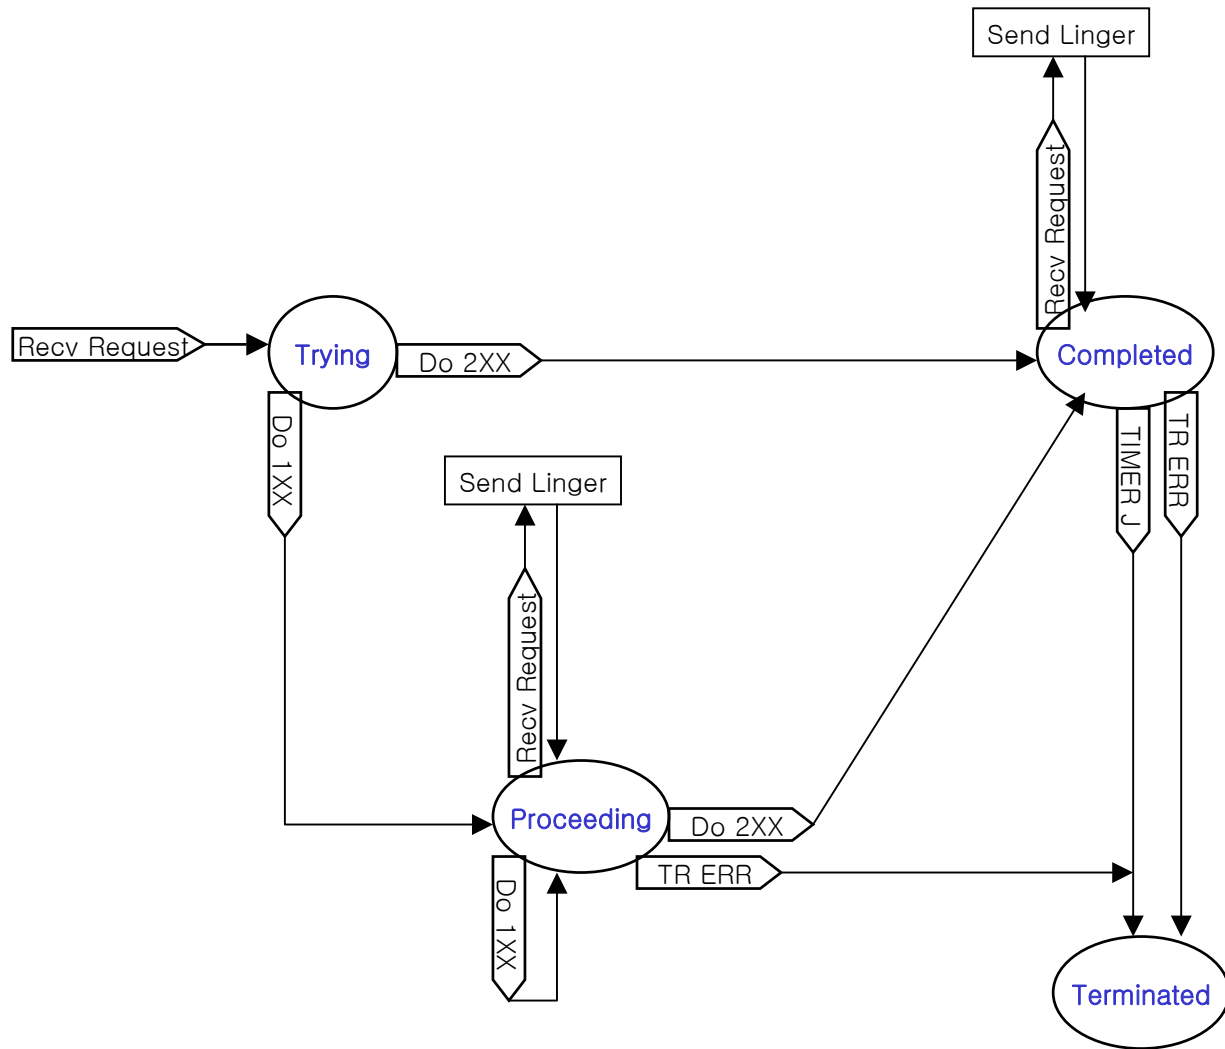 Send Linger
Recv Request
Recv Request
Trying
Do 2XX
Completed
Do 1XX
TIMER J
TR ERR
Send Linger
Recv Request
Proceeding
Do 2XX
TR ERR
Do 1XX
Terminated